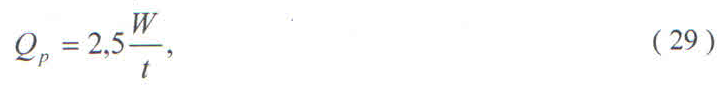 Q_p = 2,5 W/t, ( 29 )